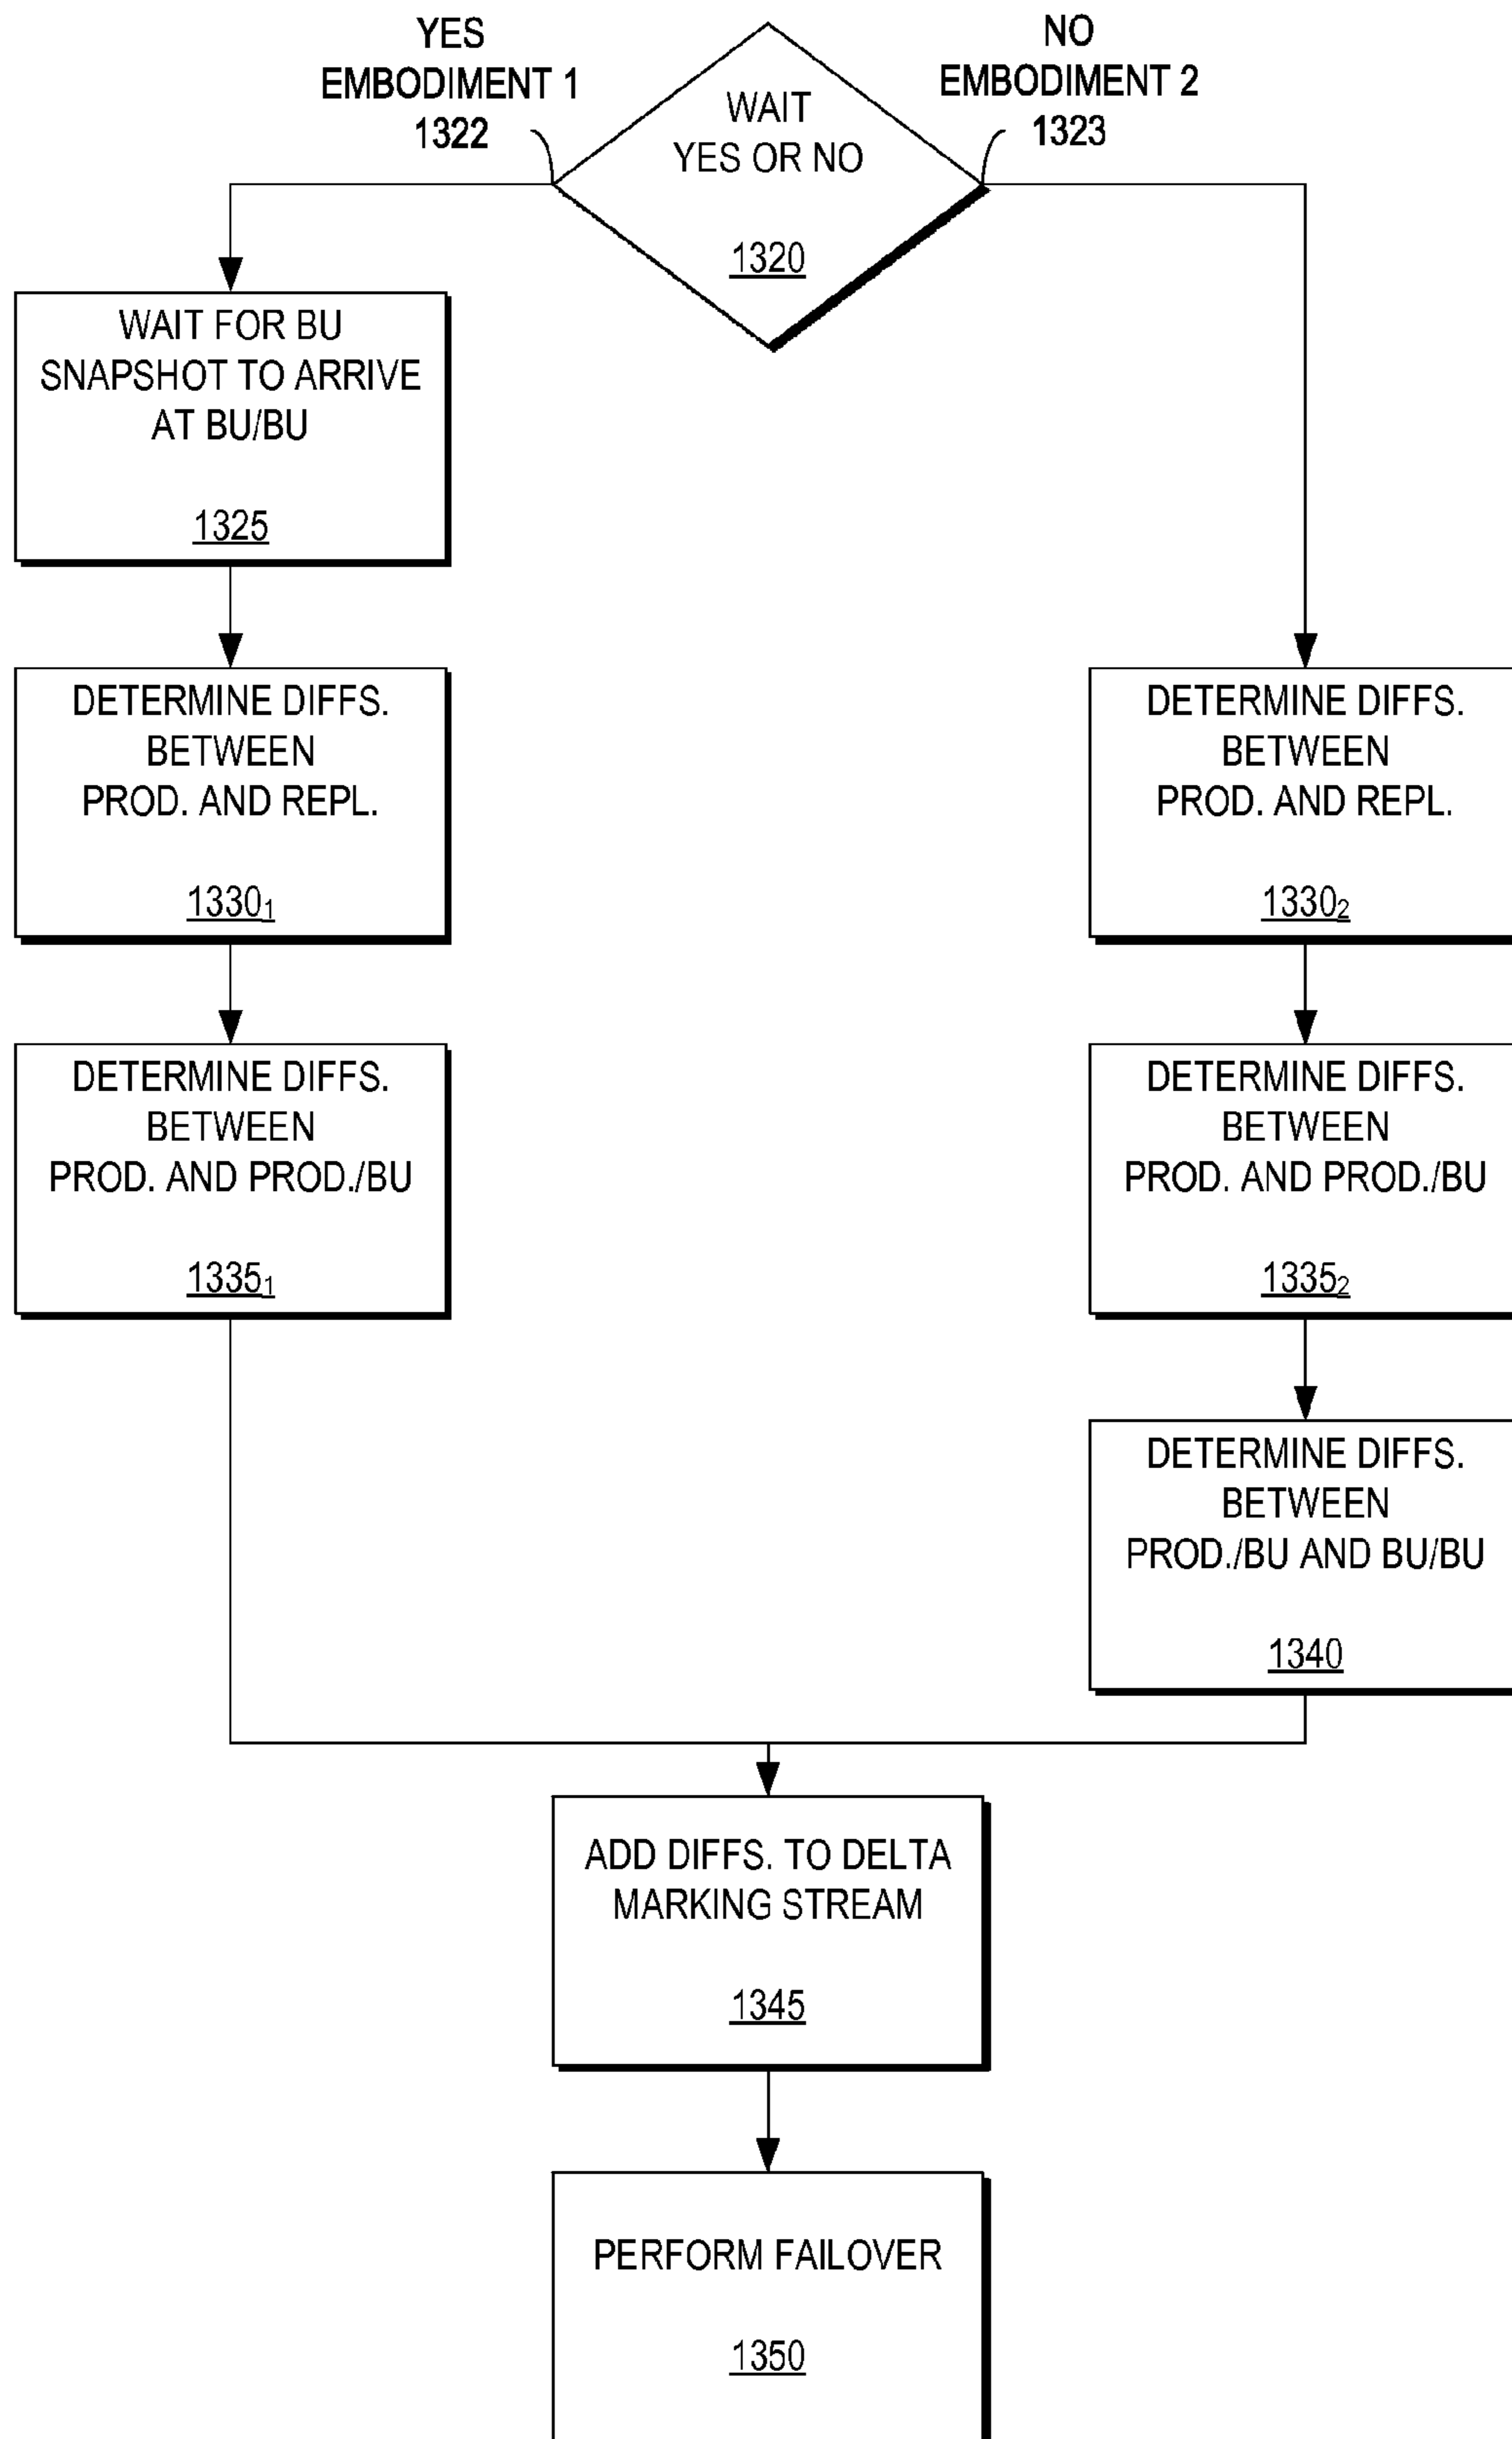 YES
EMBODIMENT 1
1322
NO
EMBODIMENT 2
1323
WAIT
YES OR NO
1320
WAIT FOR BU
SNAPSHOT TO ARRIVE
AT BU/BU
1325
DETERMINE DIFFS.
BETWEEN
PROD. AND REPL.
1330₁
DETERMINE DIFFS.
BETWEEN
PROD. AND REPL.
1330₂
DETERMINE DIFFS.
BETWEEN
PROD. AND PROD./BU
1335₁
DETERMINE DIFFS.
BETWEEN
PROD. AND PROD./BU
1335₂
DETERMINE DIFFS.
BETWEEN
PROD./BU AND BU/BU
1340
ADD DIFFS. TO DELTA
MARKING STREAM
1345
PERFORM FAILOVER
1350